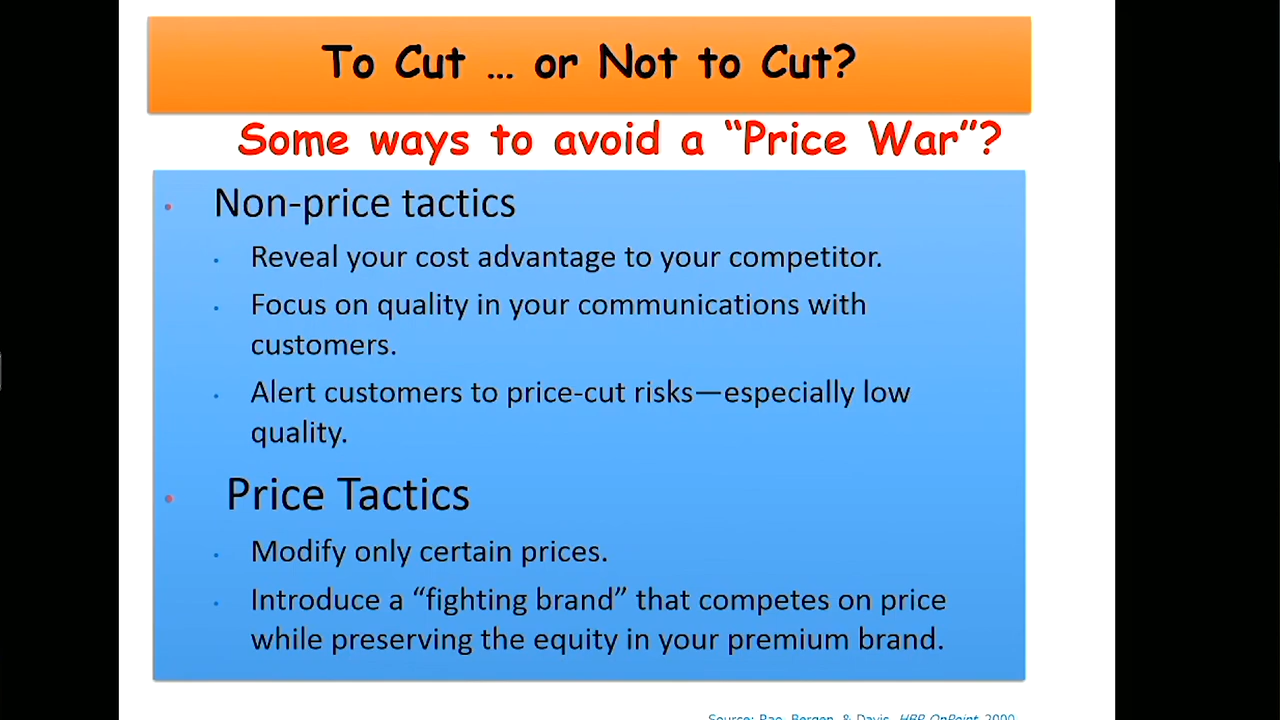 To Cut … or Not to Cut?
Some ways to avoid a “Price War”?
• Non-price tactics
• Reveal your cost advantage to your competitor.
• Focus on quality in your communications with
customers.
• Alert customers to price-cut risks—especially low
quality.
• Price Tactics
• Modify only certain prices.
• Introduce a “fighting brand” that competes on price
while preserving the equity in your premium brand.
Source: Rao, Bergen, & Davis, HBR OnPoint, 2000